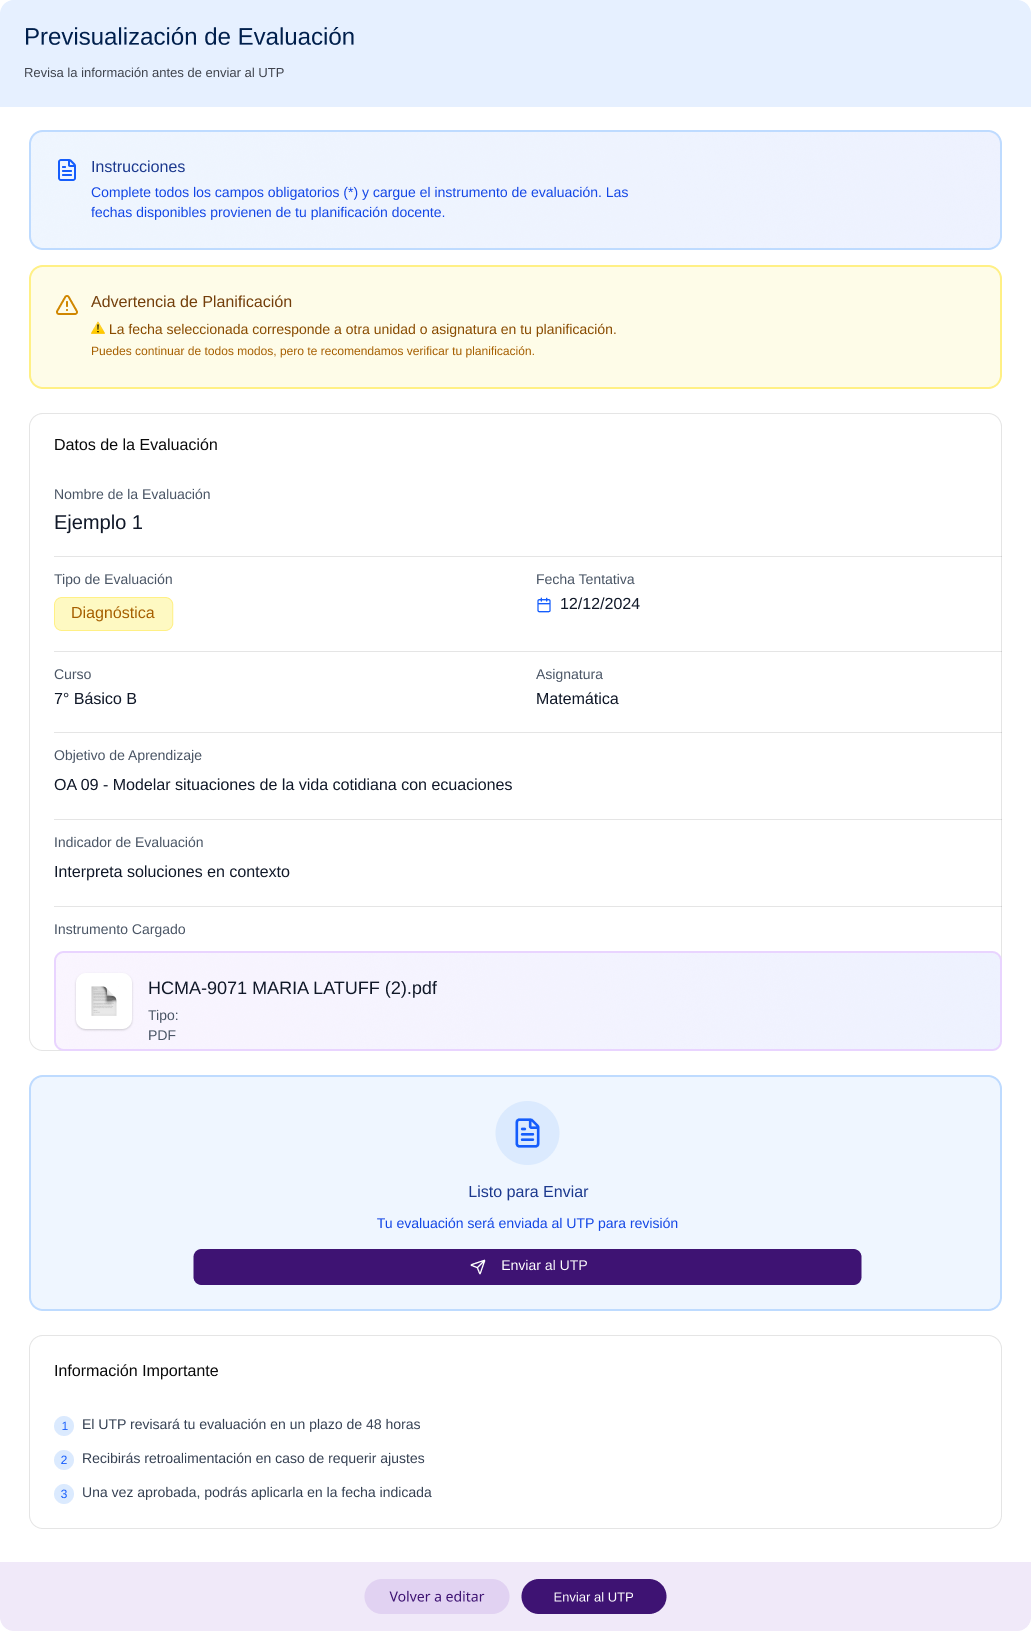 Previsualización de Evaluación
Revisa la información antes de enviar al UTP
Instrucciones
Complete todos los campos obligatorios (*) y cargue el instrumento de evaluación. Las
fechas disponibles provienen de tu planificación docente.
Advertencia de Planificación
⚠️ La fecha seleccionada corresponde a otra unidad o asignatura en tu planificación.
Puedes continuar de todos modos, pero te recomendamos verificar tu planificación.
Datos de la Evaluación
Nombre de la Evaluación
Ejemplo 1
Tipo de Evaluación
Diagnóstica
Fecha Tentativa
12/12/2024
Curso
7° Básico B
Asignatura
Matemática
Objetivo de Aprendizaje
OA 09 - Modelar situaciones de la vida cotidiana con ecuaciones
Indicador de Evaluación
Interpreta soluciones en contexto
Instrumento Cargado
HCMA-9071 MARIA LATUFF (2).pdf
Tipo:
PDF
Listo para Enviar
Tu evaluación será enviada al UTP para revisión
Enviar al UTP
Información Importante
1 El UTP revisará tu evaluación en un plazo de 48 horas
2 Recibirás retroalimentación en caso de requerir ajustes
3 Una vez aprobada, podrás aplicarla en la fecha indicada
Volver a editar
Enviar al UTP